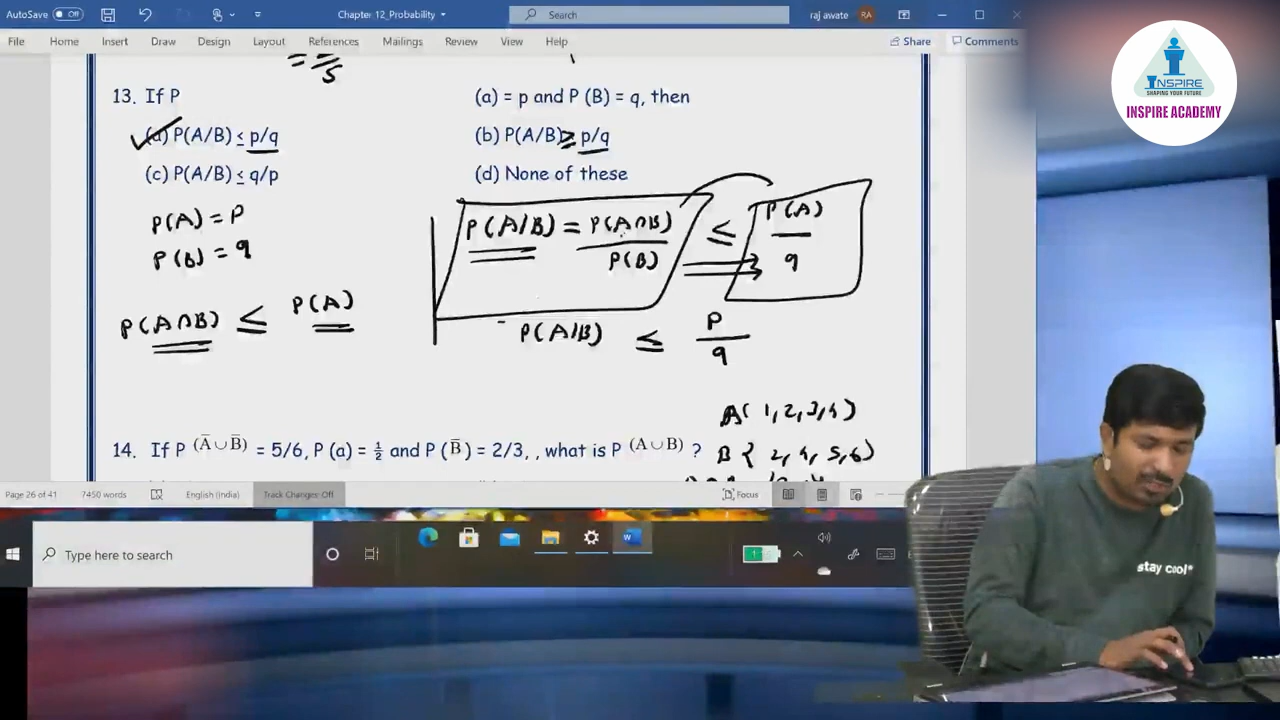 AutoSave Off Chapter 12_Probability Search raj awate RA
File Home Insert Draw Design Layout References Mailings Review View Help Share Comments
INSPIRE
SHAPING YOUR FUTURE
INSPIRE ACADEMY
5
13. If P (a) = p and P (B) = q, then
(a) P(A/B) ≤ p/q (b) P(A/B) ≥ p/q
(c) P(A/B) ≤ q/p (d) None of these
P(A) = P
P(B) = q
P(A/B) = P(A∩B) / P(B) ≤ P(A) / q
P(A∩B) ≤ P(A)
P(A/B) ≤ P / q
A( 1, 2, 3, 4 )
14. If P (A̅ ∪ B̅) = 5/6, P (a) = ½ and P ( B̅ ) = 2/3, , what is P (A ∪ B) ?
B { 2, 4, 5, 6 )
Page 26 of 41 7450 words English (India) Track Changes: Off Focus
Type here to search
stay cool*